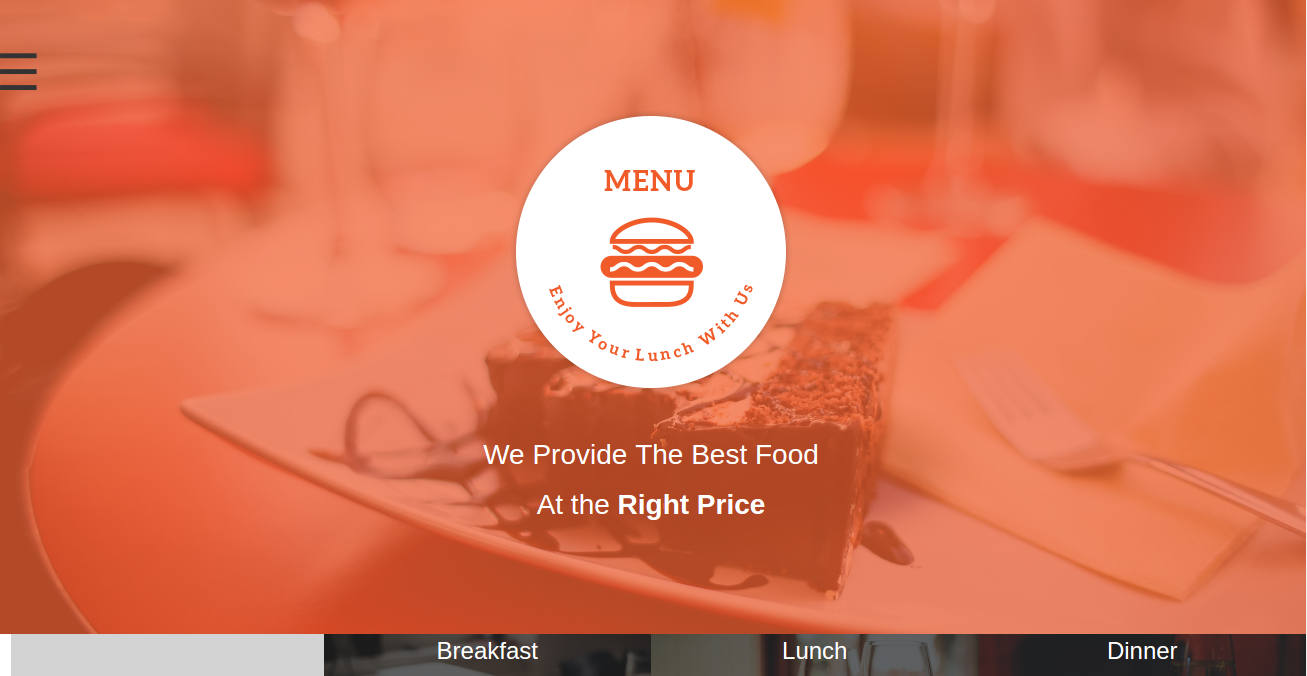 MENU
Enjoy Your Lunch With Us
We Provide The Best Food
At the Right Price
Breakfast
Lunch
Dinner